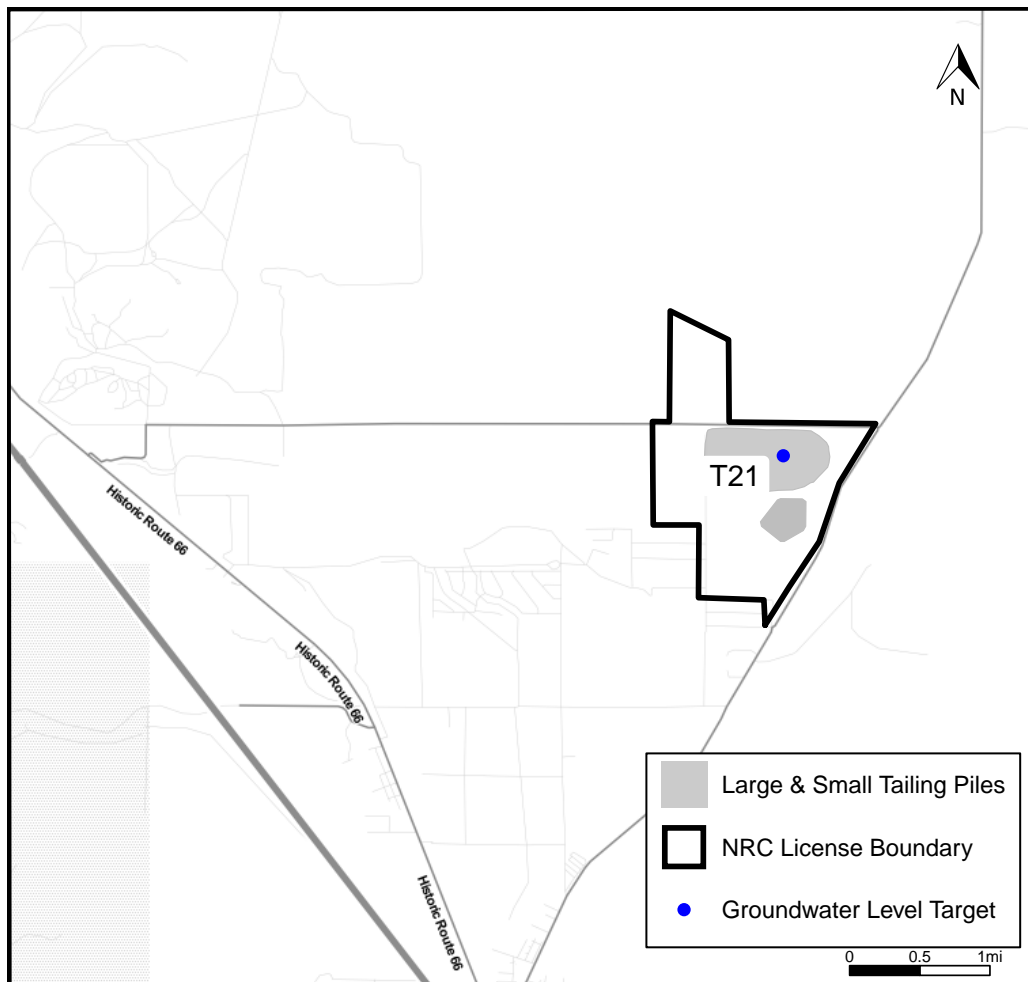 N
T21
Historic Route 66
Historic Route 66
Historic Route 66
Large & Small Tailing Piles
NRC License Boundary
Groundwater Level Target
0 0.5 1mi